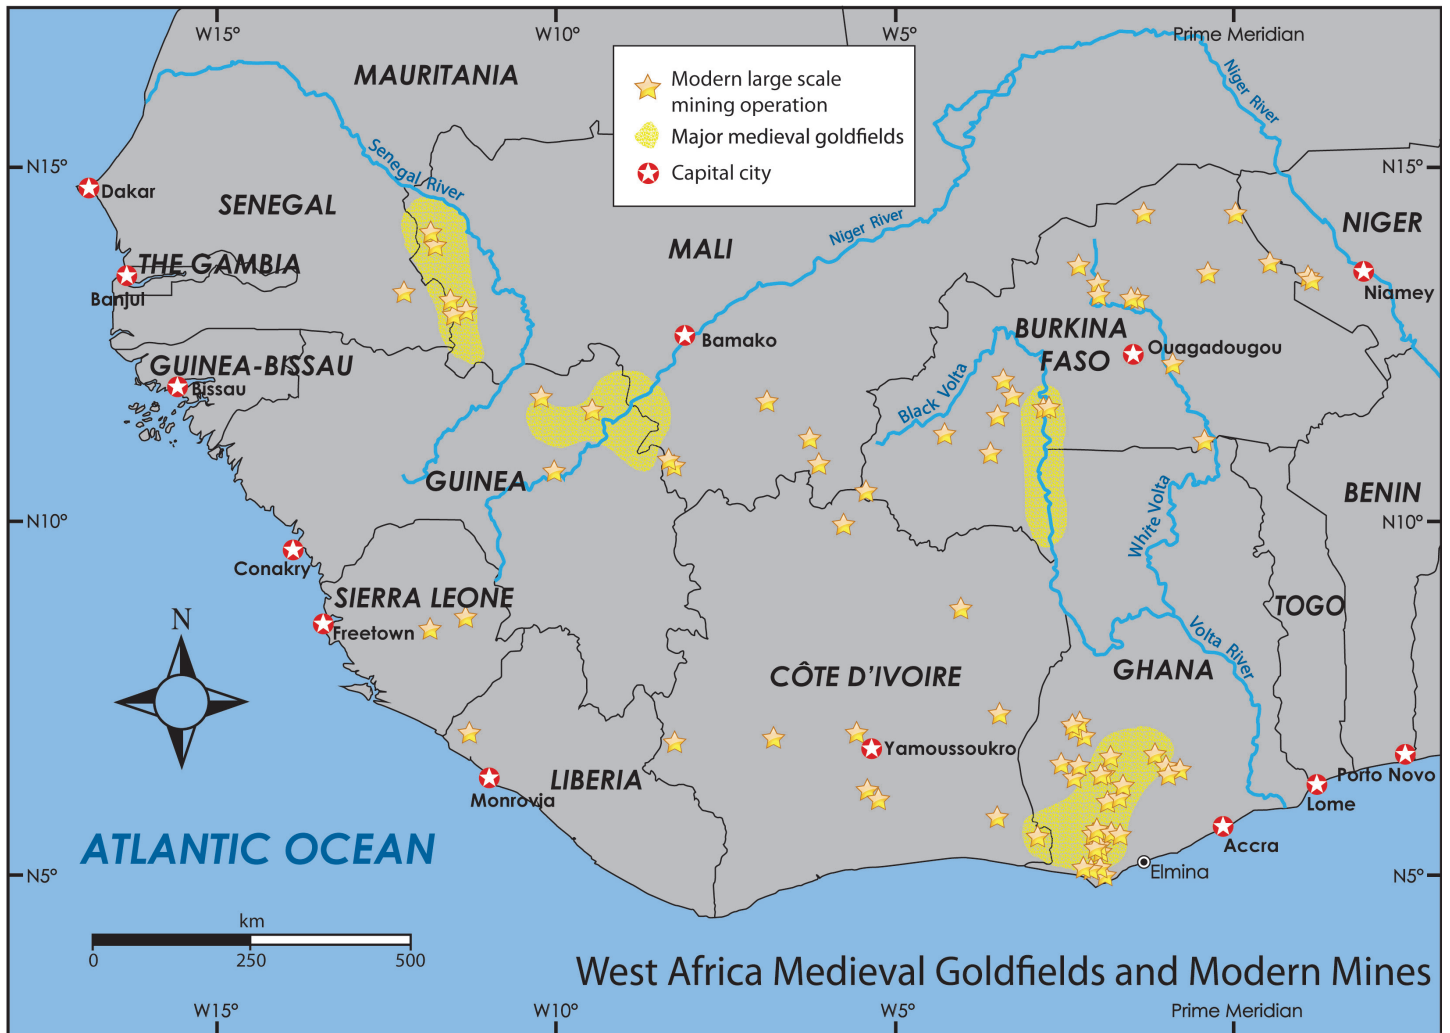 W15°
W10°
W5°
Prime Meridian
MAURITANIA
Modern large scale
mining operation
Major medieval goldfields
Capital city
Niger River
N15°
N15°
Senegal River
Dakar
SENEGAL
NIGER
Niger River
MALI
THE GAMBIA
Banjul
Niamey
BURKINA
FASO
Ouagadougou
Bamako
GUINEA-BISSAU
Bissau
Black Volta
GUINEA
BENIN
White Volta
N10°
N10°
Conakry
SIERRA LEONE
TOGO
N
Freetown
Volta River
CÔTE D'IVOIRE
GHANA
Yamoussoukro
LIBERIA
Porto Novo
Monrovia
Lome
ATLANTIC OCEAN
Accra
Elmina
N5°
N5°
km
0
250
500
West Africa Medieval Goldfields and Modern Mines
W15°
W10°
W5°
Prime Meridian